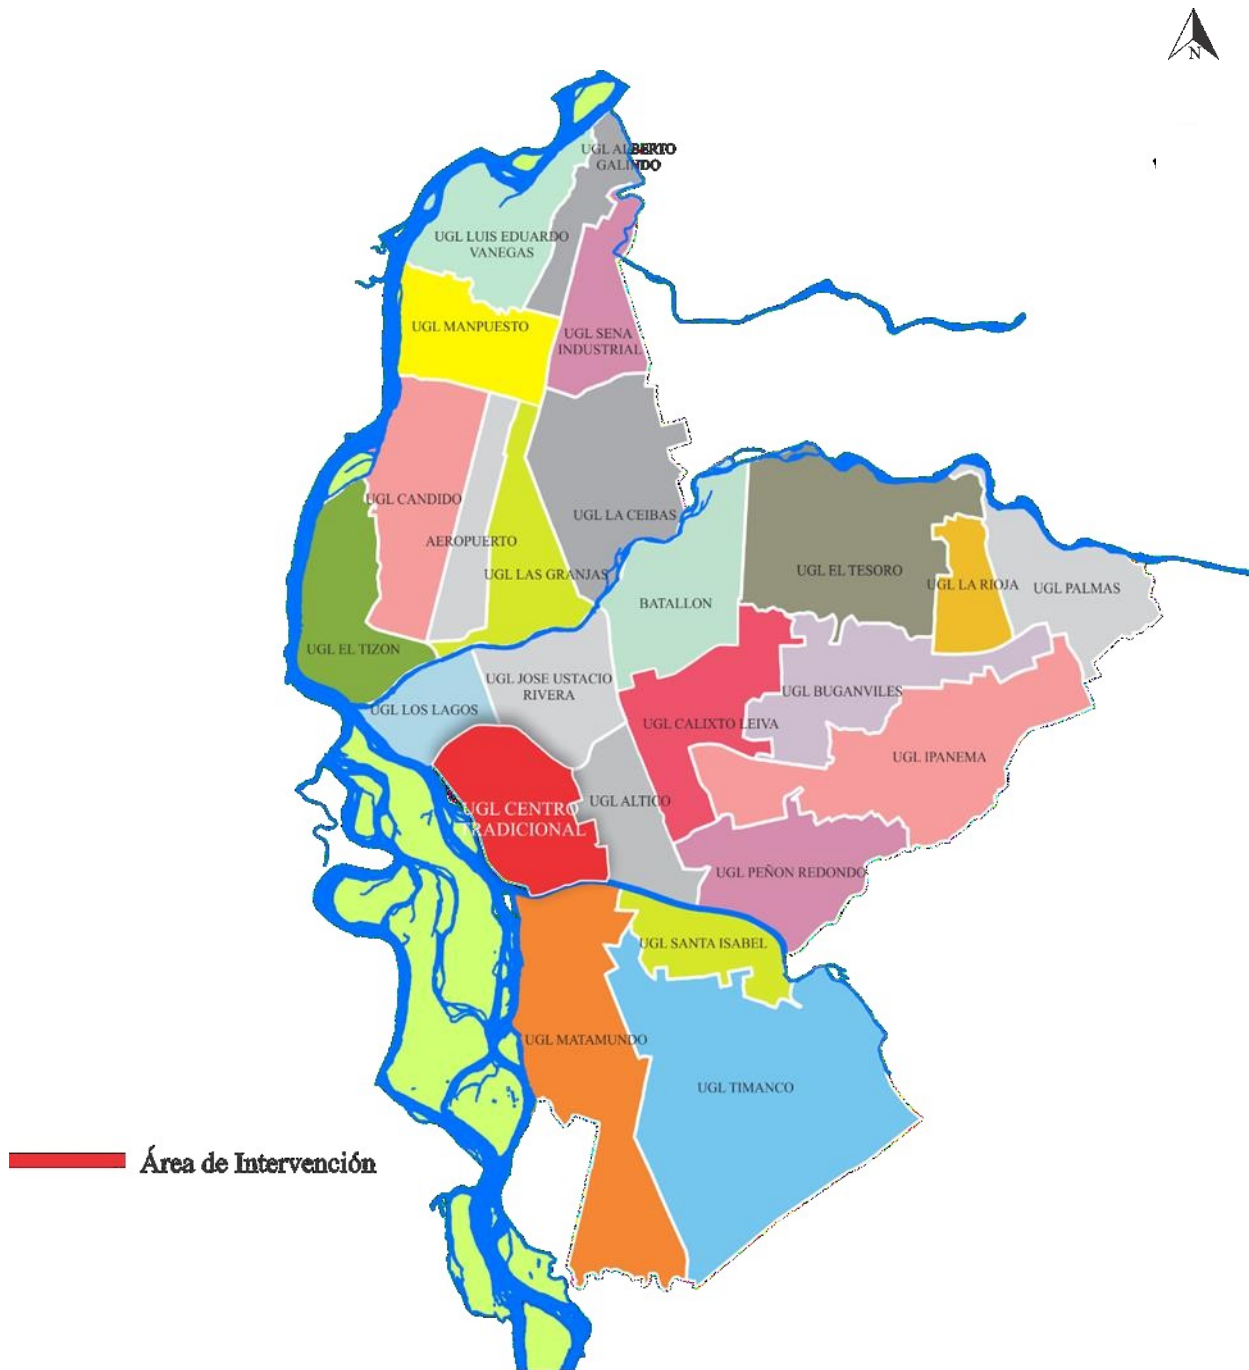 N
UGL ALBERTO
GALINDO
UGL LUIS EDUARDO
VANEGAS
UGL MANPUESTO
UGL SENA
INDUSTRIAL
UGL CANDIDO
UGL LA CEIBAS
AEROPUERTO
UGL LAS GRANJAS
BATALLON
UGL EL TESORO
UGL LA RIOJA
UGL PALMAS
UGL EL TIZON
UGL JOSE USTACIO
RIVERA
UGL LOS LAGOS
UGL CALIXTO LEIVA
UGL BUGANVILES
UGL IPANEMA
UGL CENTRO
TRADICIONAL
UGL ALTICO
UGL PEÑON REDONDO
UGL SANTA ISABEL
UGL MATAMUNDO
UGL TIMANCO
Área de Intervención